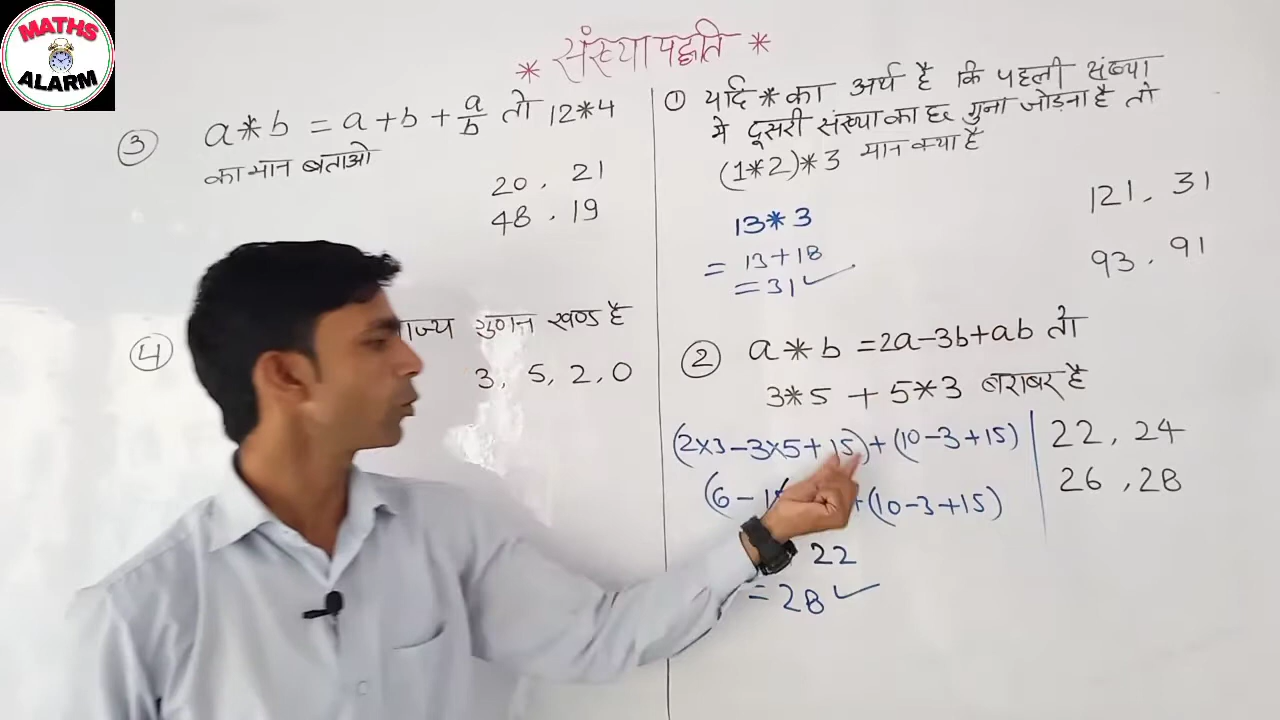 MATHS
ALARM
* संख्या पद्धति *
③ a*b = a+b+a/b तो 12*4
का मान बताओ
20, 21
48, 19
④ गुणन खण्ड है
3, 5, 2, 0
① यदि * का अर्थ है कि पहली संख्या
मे दूसरी संख्या का छः गुना जोड़ना है तो
(1*2)*3 मान क्या है
13*3
= 13+18
=31✓
121, 31
93, 91
② a*b =2a-3b+ab तो
3*5 + 5*3 बराबर है
(2×3-3×5+15)+(10-3+15)
(6- +(10-3+15)
22
=28✓
22, 24
26, 28